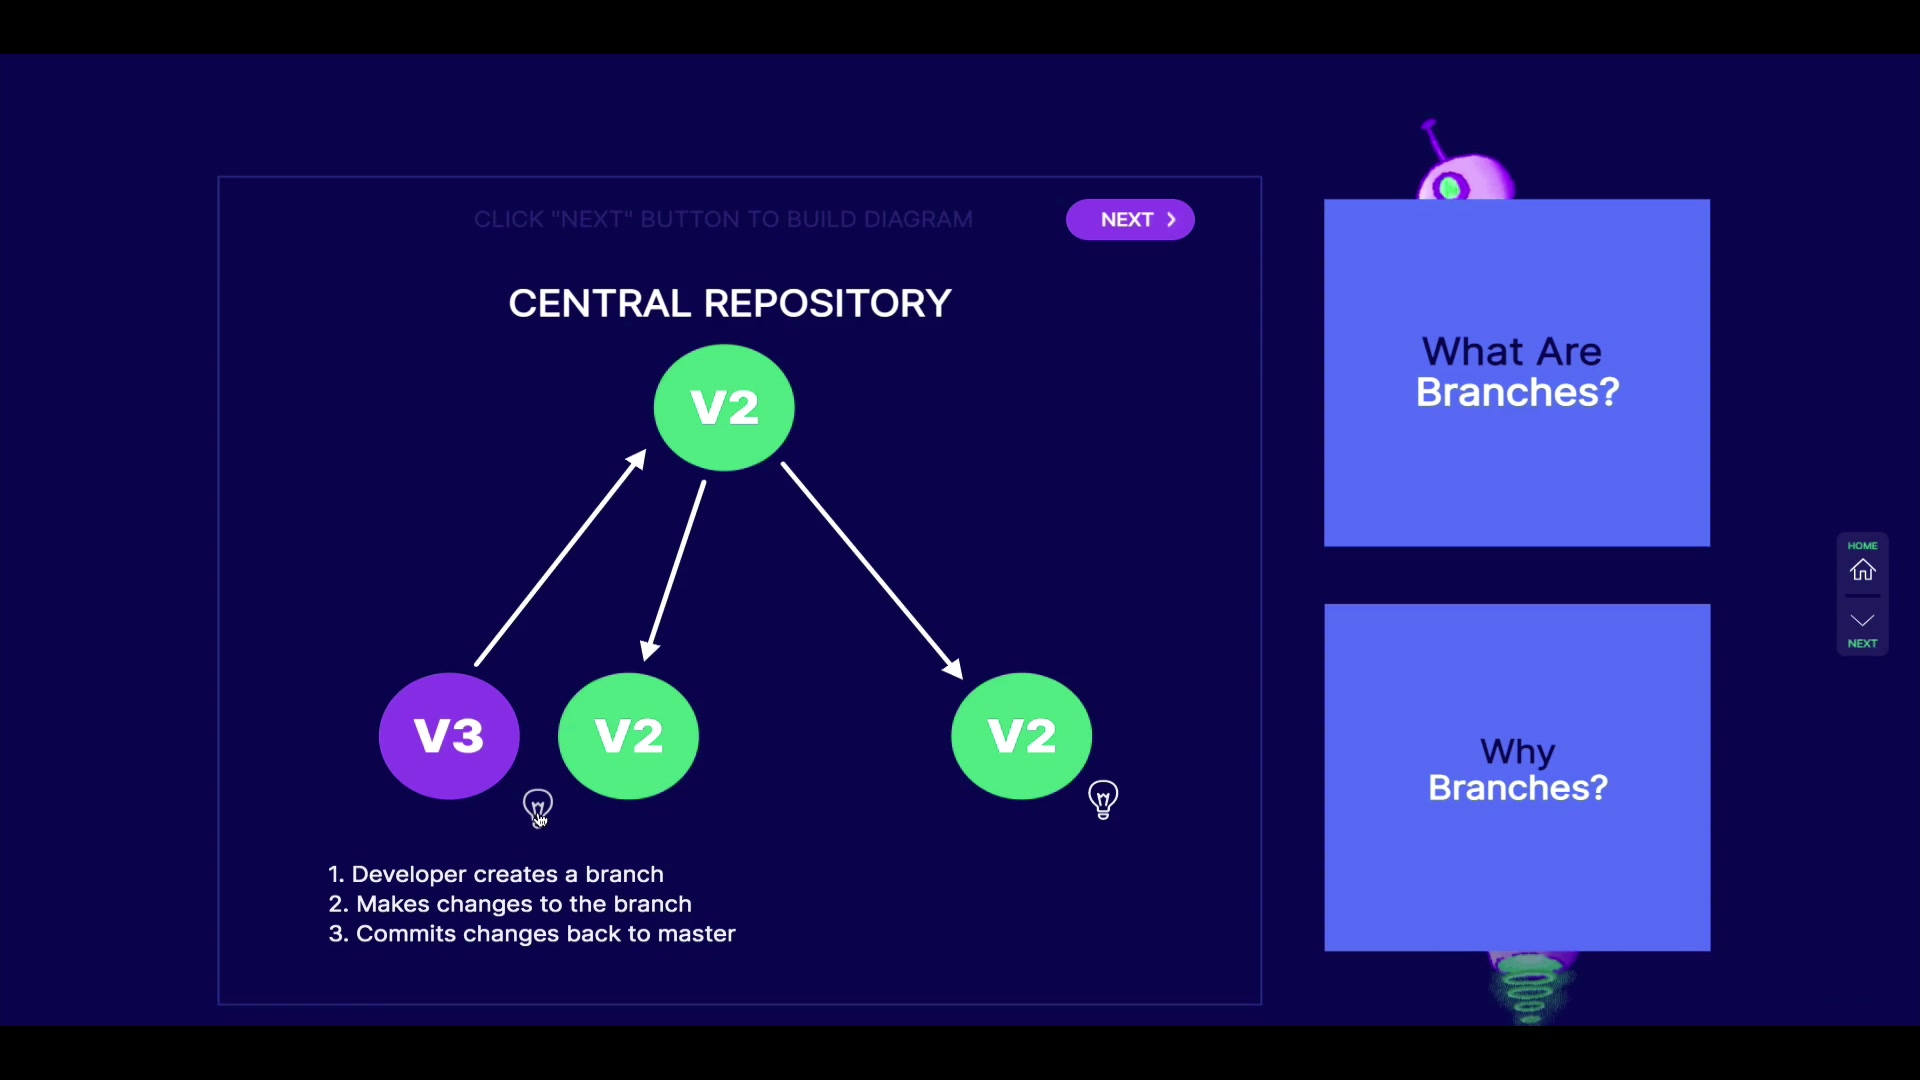 CLICK "NEXT" BUTTON TO BUILD DIAGRAM
NEXT
CENTRAL REPOSITORY
V2
V3
V2
V2
1. Developer creates a branch
2. Makes changes to the branch
3. Commits changes back to master
What Are
Branches?
Why
Branches?
HOME
NEXT